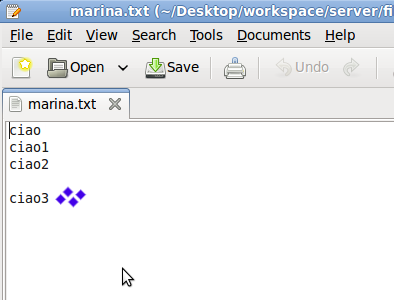 marina.txt (~/Desktop/workspace/server/fi
File Edit View Search Tools Documents Help
Open Save Undo
marina.txt
ciao
ciao1
ciao2
ciao3